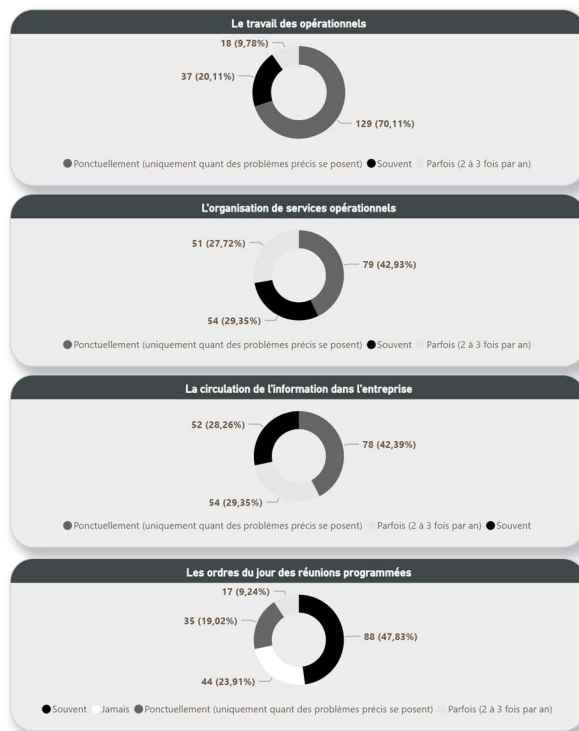 Le travail des opérationnels
18 (9,78%)
37 (20,11%)
129 (70,11%)
Ponctuellement (uniquement quant des problèmes précis se posent) Souvent Parfois (2 à 3 fois par an)
L'organisation de services opérationnels
51 (27,72%)
79 (42,93%)
54 (29,35%)
Ponctuellement (uniquement quant des problèmes précis se posent) Souvent Parfois (2 à 3 fois par an)
La circulation de l'information dans l'entreprise
52 (28,26%)
78 (42,39%)
54 (29,35%)
Ponctuellement (uniquement quant des problèmes précis se posent) Parfois (2 à 3 fois par an) Souvent
Les ordres du jour des réunions programmées
17 (9,24%)
35 (19,02%)
88 (47,83%)
44 (23,91%)
Souvent Jamais Ponctuellement (uniquement quant des problèmes précis se posent) Parfois (2 à 3 fois par an)